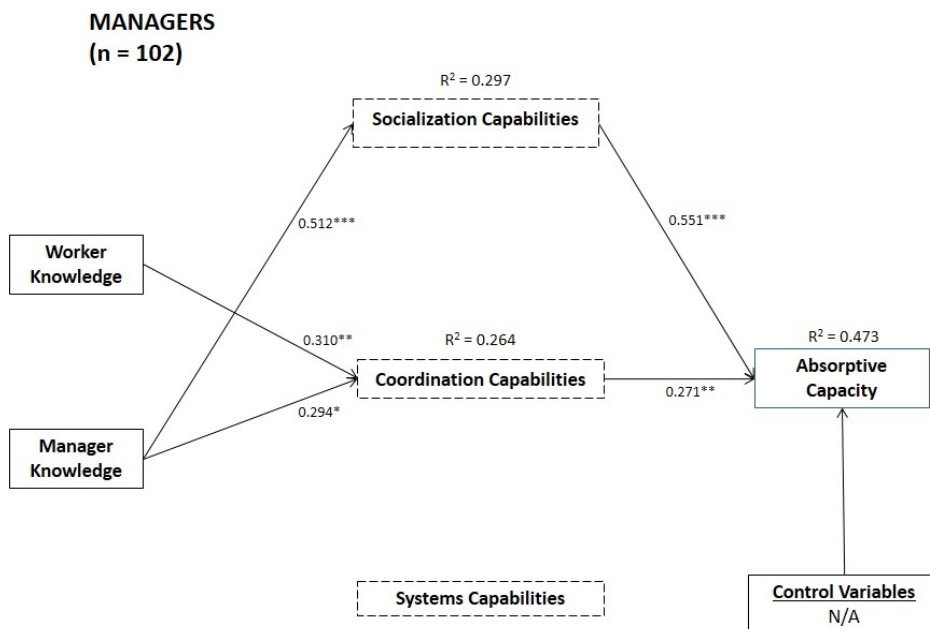 MANAGERS
(n = 102)
R² = 0.297
Socialization Capabilities
0.512***
0.551***
Worker
Knowledge
0.310**
R² = 0.264
Coordination Capabilities
0.271**
R² = 0.473
Absorptive
Capacity
0.294*
Manager
Knowledge
Systems Capabilities
Control Variables
N/A